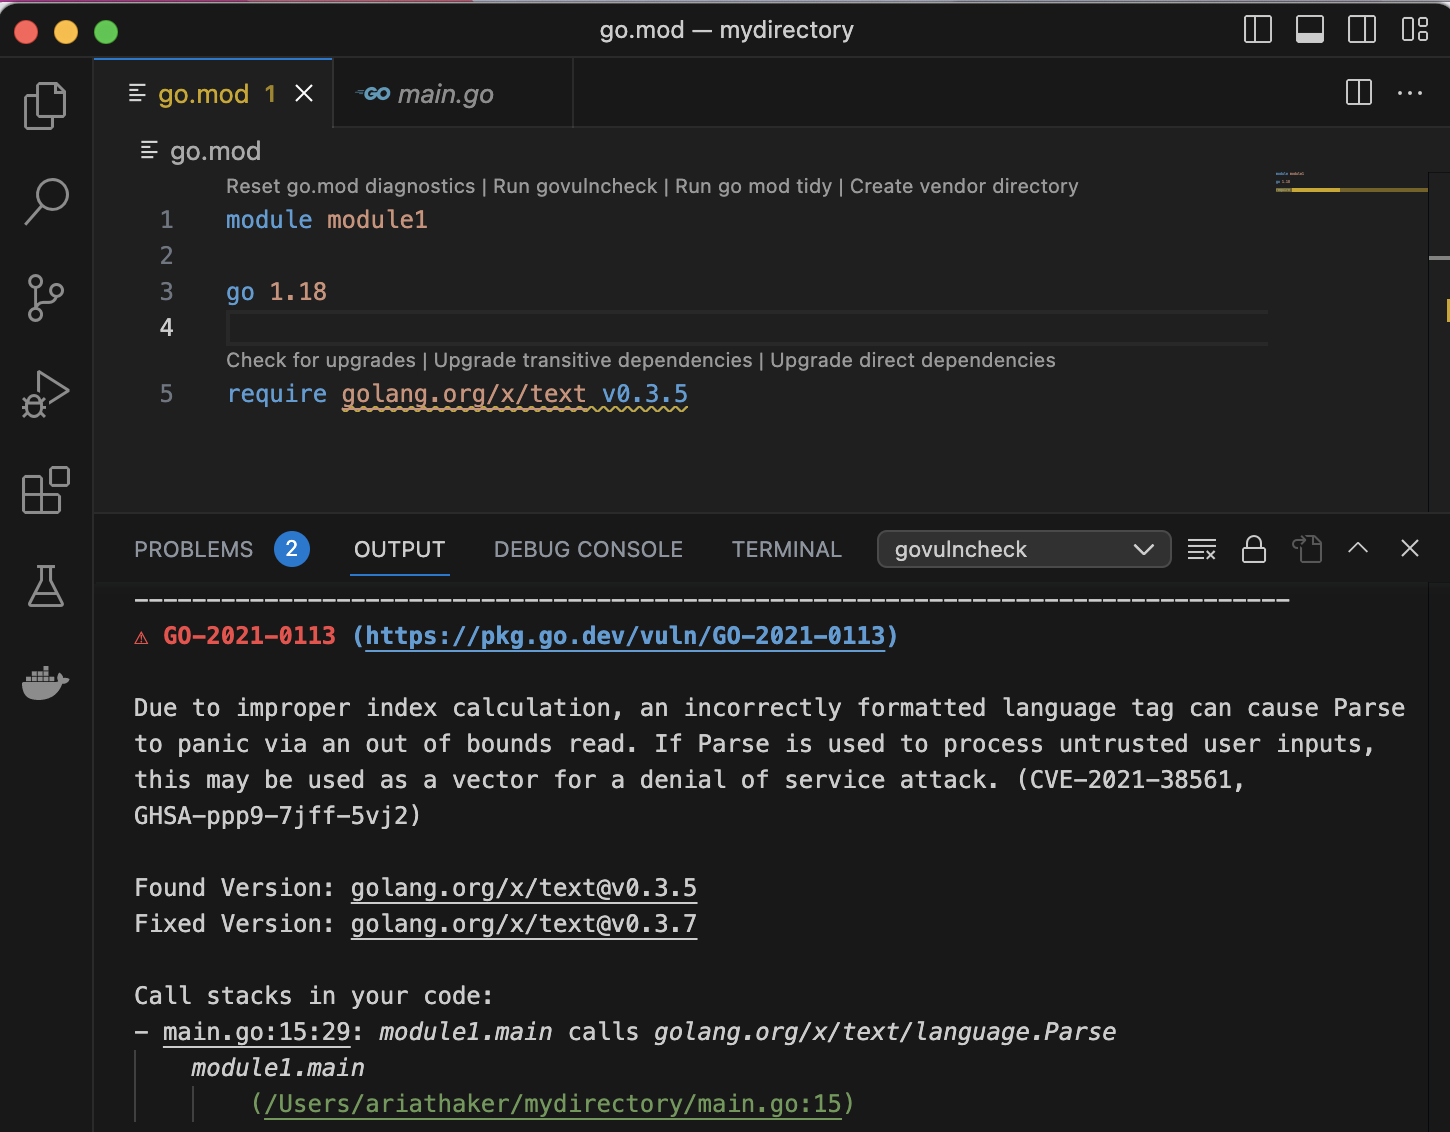 go.mod — mydirectory
go.mod 1
GO main.go
go.mod
Reset go.mod diagnostics | Run govulncheck | Run go mod tidy | Create vendor directory
1 module module1
2
3 go 1.18
4
Check for upgrades | Upgrade transitive dependencies | Upgrade direct dependencies
5 require golang.org/x/text v0.3.5
PROBLEMS 2 OUTPUT DEBUG CONSOLE TERMINAL govulncheck
--------------------------------------------------------------------------------
⚠ GO-2021-0113 (https://pkg.go.dev/vuln/GO-2021-0113)
Due to improper index calculation, an incorrectly formatted language tag can cause Parse
to panic via an out of bounds read. If Parse is used to process untrusted user inputs,
this may be used as a vector for a denial of service attack. (CVE-2021-38561,
GHSA-ppp9-7jff-5vj2)
Found Version: golang.org/x/text@v0.3.5
Fixed Version: golang.org/x/text@v0.3.7
Call stacks in your code:
- main.go:15:29: module1.main calls golang.org/x/text/language.Parse
module1.main
(/Users/ariathaker/mydirectory/main.go:15)